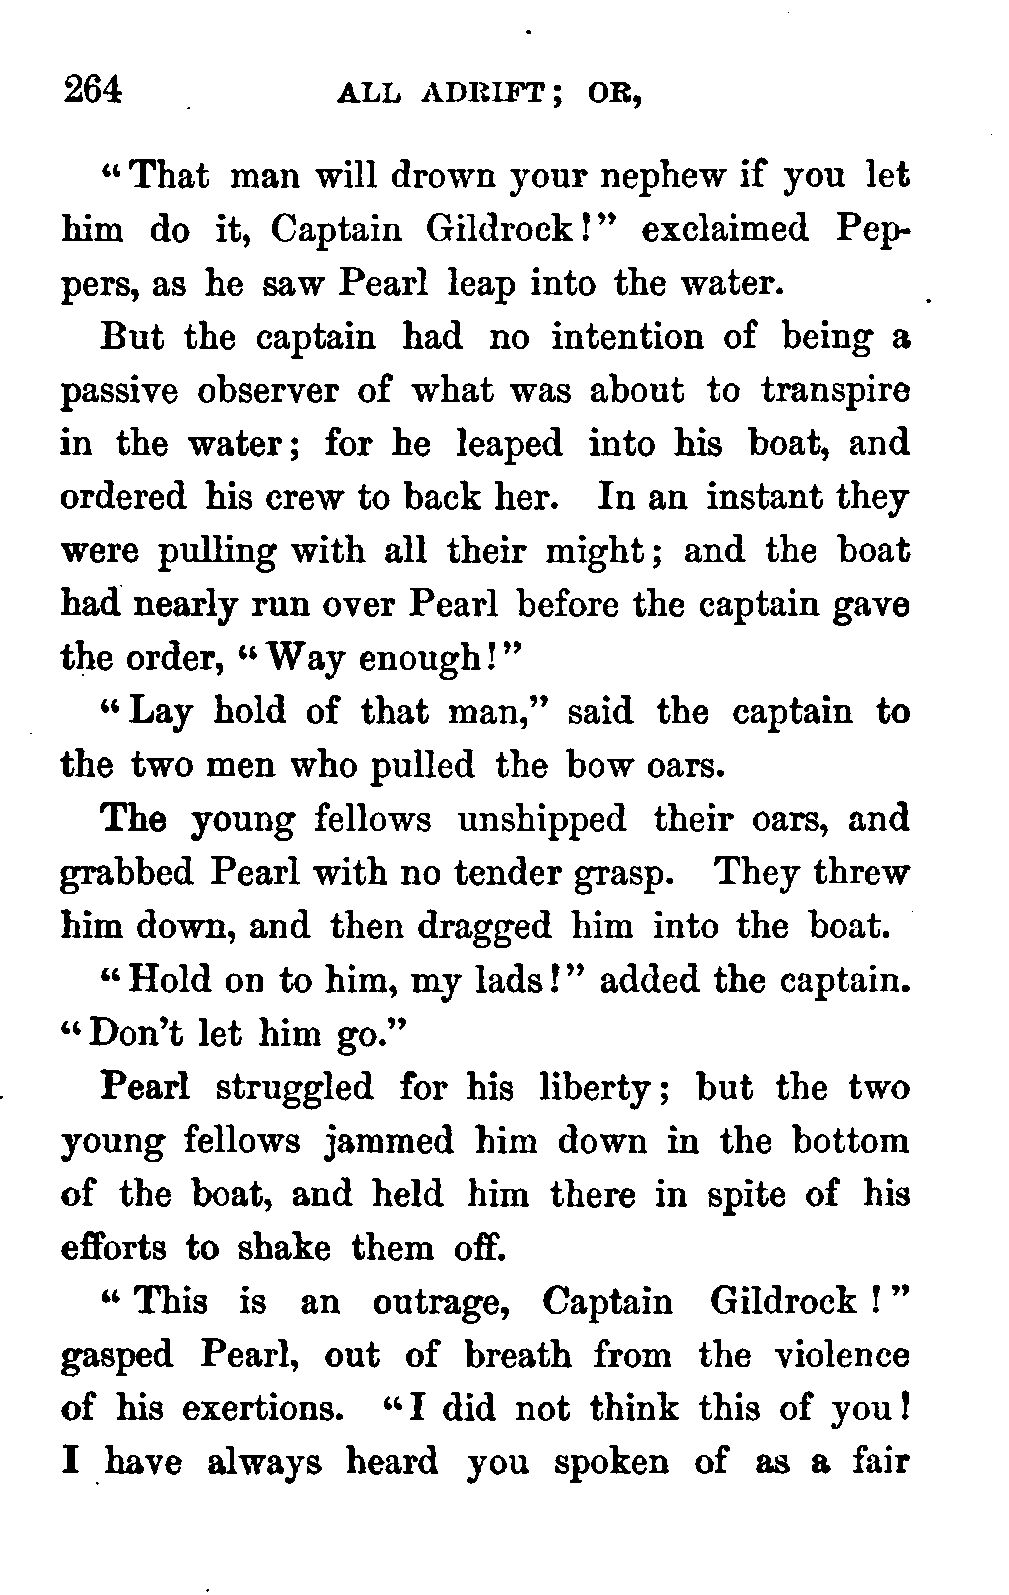 264 ALL ADRIFT; OR,
“That man will drown your nephew if you let
him do it, Captain Gildrock!” exclaimed Pep-
pers, as he saw Pearl leap into the water.
But the captain had no intention of being a
passive observer of what was about to transpire
in the water; for he leaped into his boat, and
ordered his crew to back her. In an instant they
were pulling with all their might; and the boat
had nearly run over Pearl before the captain gave
the order, “Way enough!”
“Lay hold of that man,” said the captain to
the two men who pulled the bow oars.
The young fellows unshipped their oars, and
grabbed Pearl with no tender grasp. They threw
him down, and then dragged him into the boat.
“Hold on to him, my lads!” added the captain.
“Don’t let him go.”
Pearl struggled for his liberty; but the two
young fellows jammed him down in the bottom
of the boat, and held him there in spite of his
efforts to shake them off.
“This is an outrage, Captain Gildrock!”
gasped Pearl, out of breath from the violence
of his exertions. “I did not think this of you!
I have always heard you spoken of as a fair